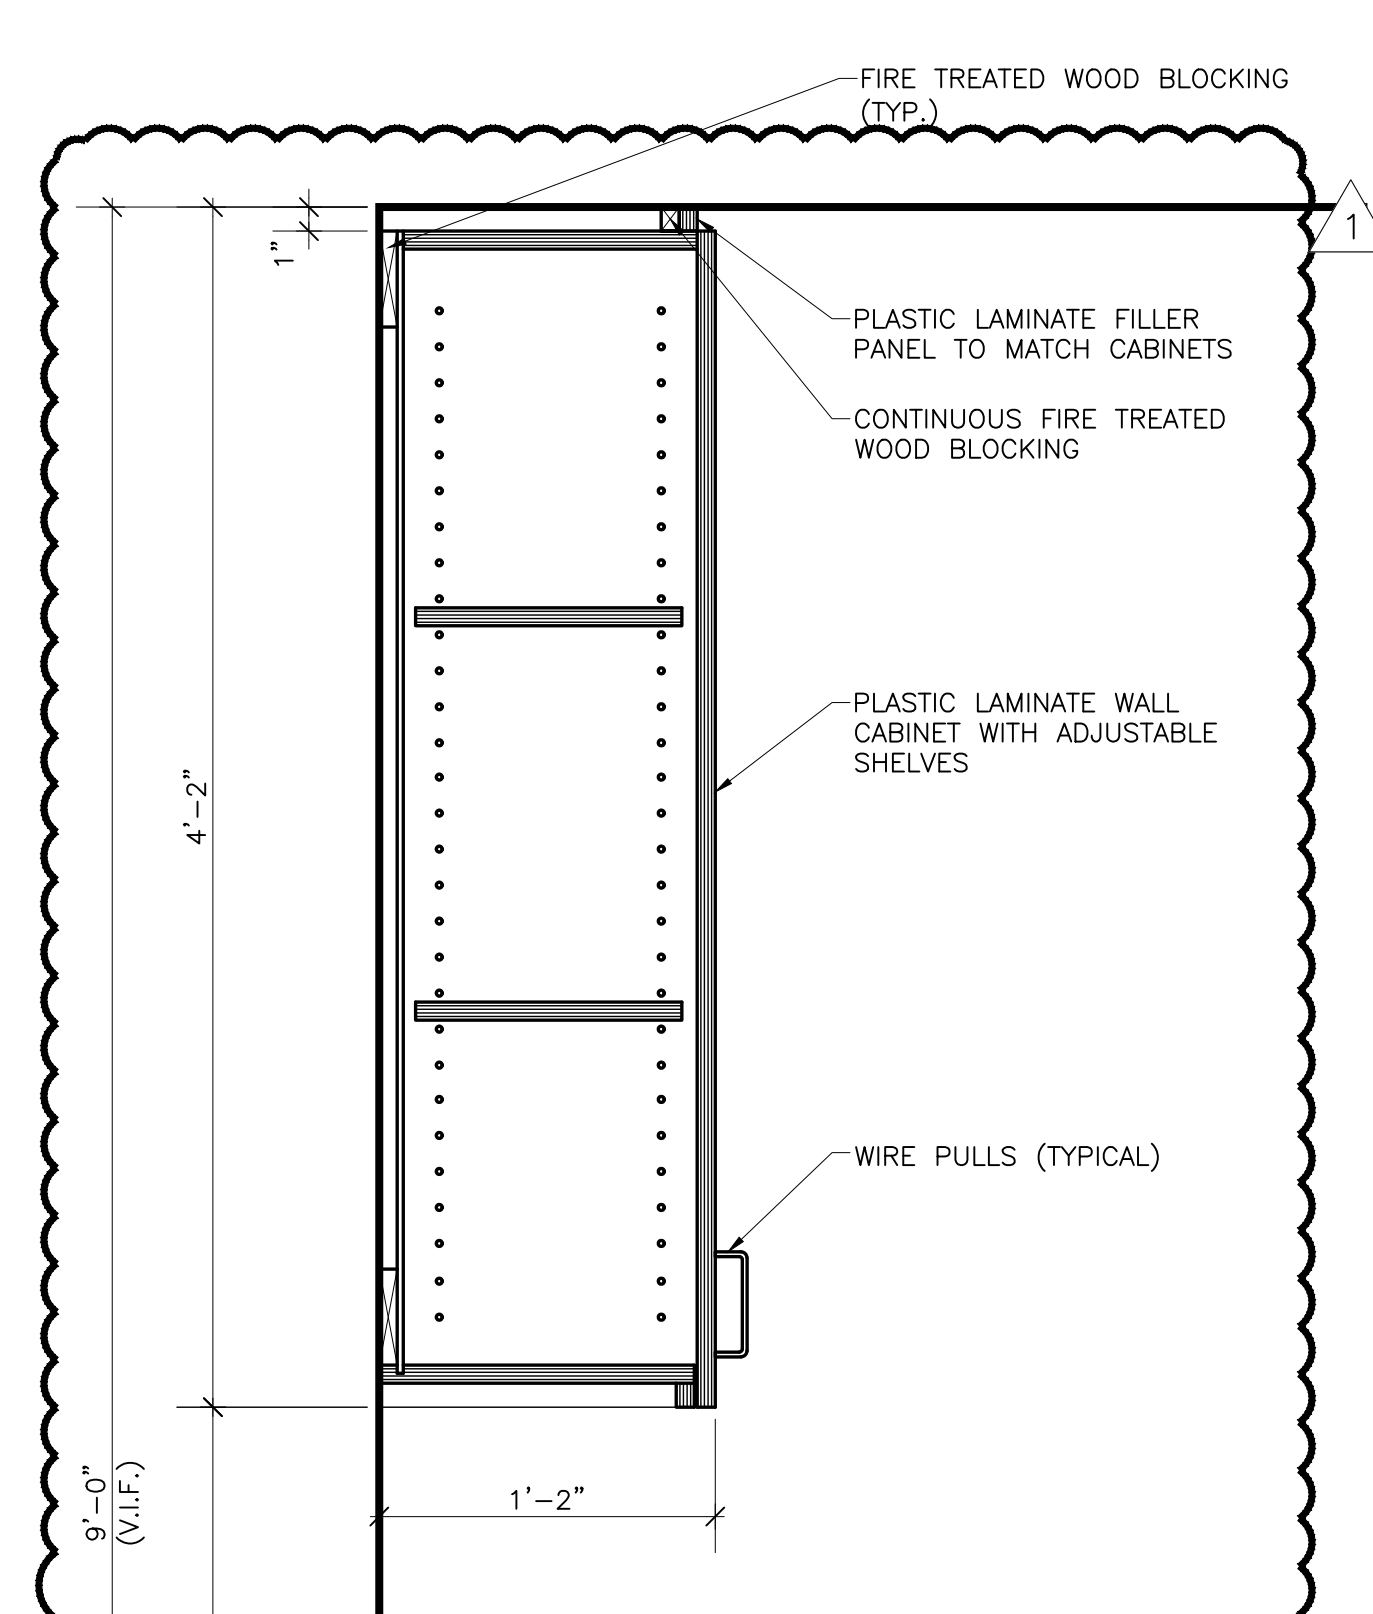 FIRE TREATED WOOD BLOCKING
(TYP.)
1
1"
PLASTIC LAMINATE FILLER
PANEL TO MATCH CABINETS
CONTINUOUS FIRE TREATED
WOOD BLOCKING
PLASTIC LAMINATE WALL
CABINET WITH ADJUSTABLE
SHELVES
4'-2"
WIRE PULLS (TYPICAL)
9'-0"
(V.I.F.)
1'-2"